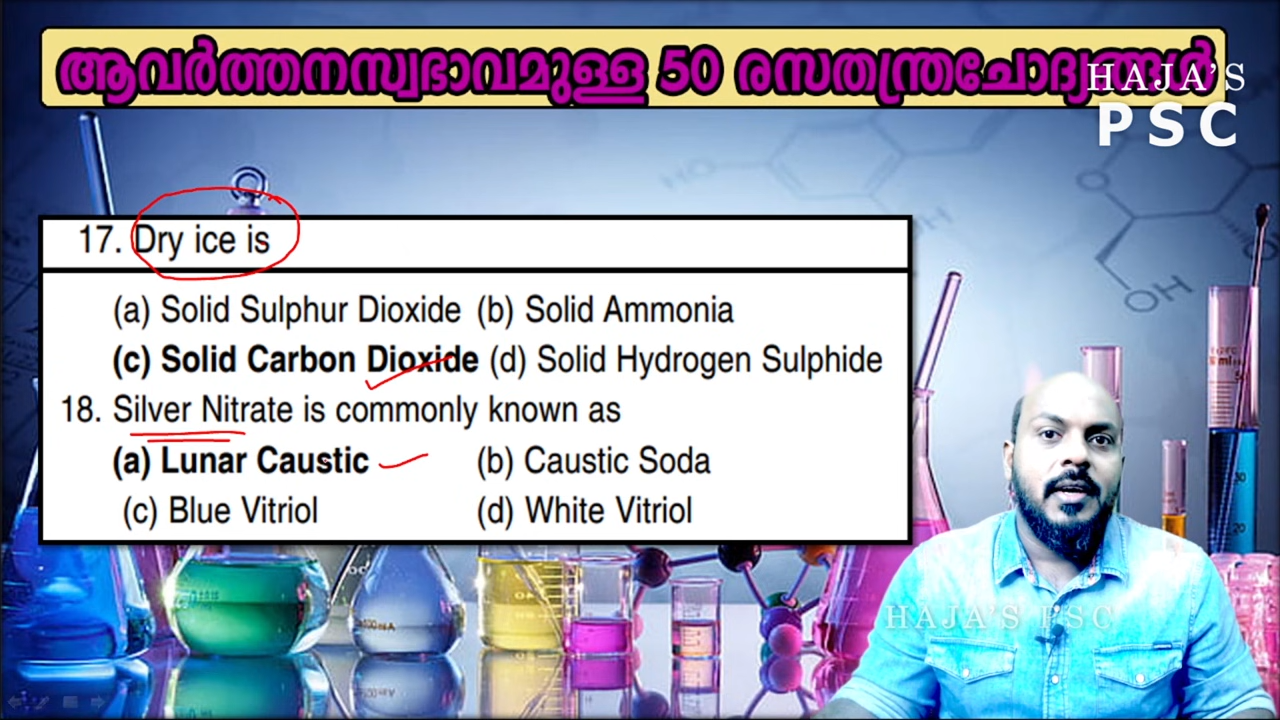 ആവർത്തനസ്വഭാവമുള്ള 50 രസതന്ത്രചോദ്യങ്ങൾ
HAJA'S
PSC
17. Dry ice is
(a) Solid Sulphur Dioxide (b) Solid Ammonia
(c) Solid Carbon Dioxide (d) Solid Hydrogen Sulphide
18. Silver Nitrate is commonly known as
(a) Lunar Caustic (b) Caustic Soda
(c) Blue Vitriol (d) White Vitriol
HAJA'S PSC